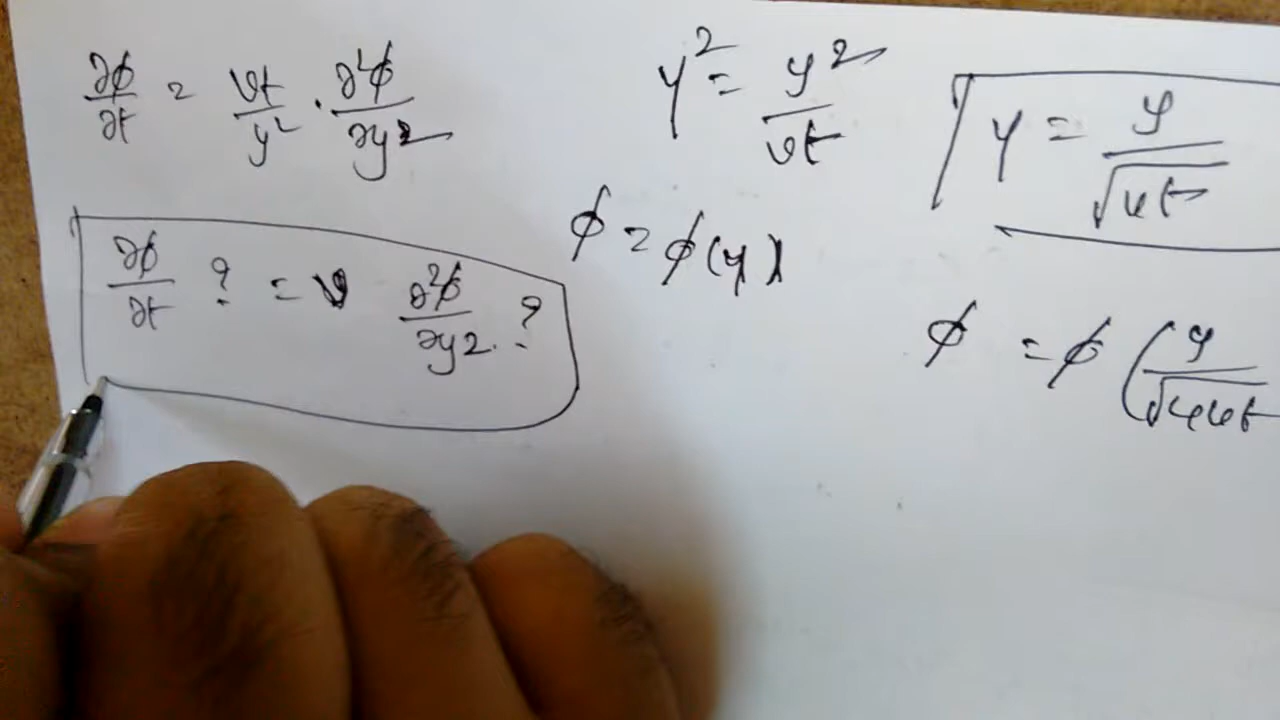 ∂φ/∂t = νt/y² · ∂²φ/∂y²
y² = y²/νt
y = y/√νt
∂φ/∂t ? = ν ∂²φ/∂y² . ?
φ = φ(y)
φ = φ(y/√4νt